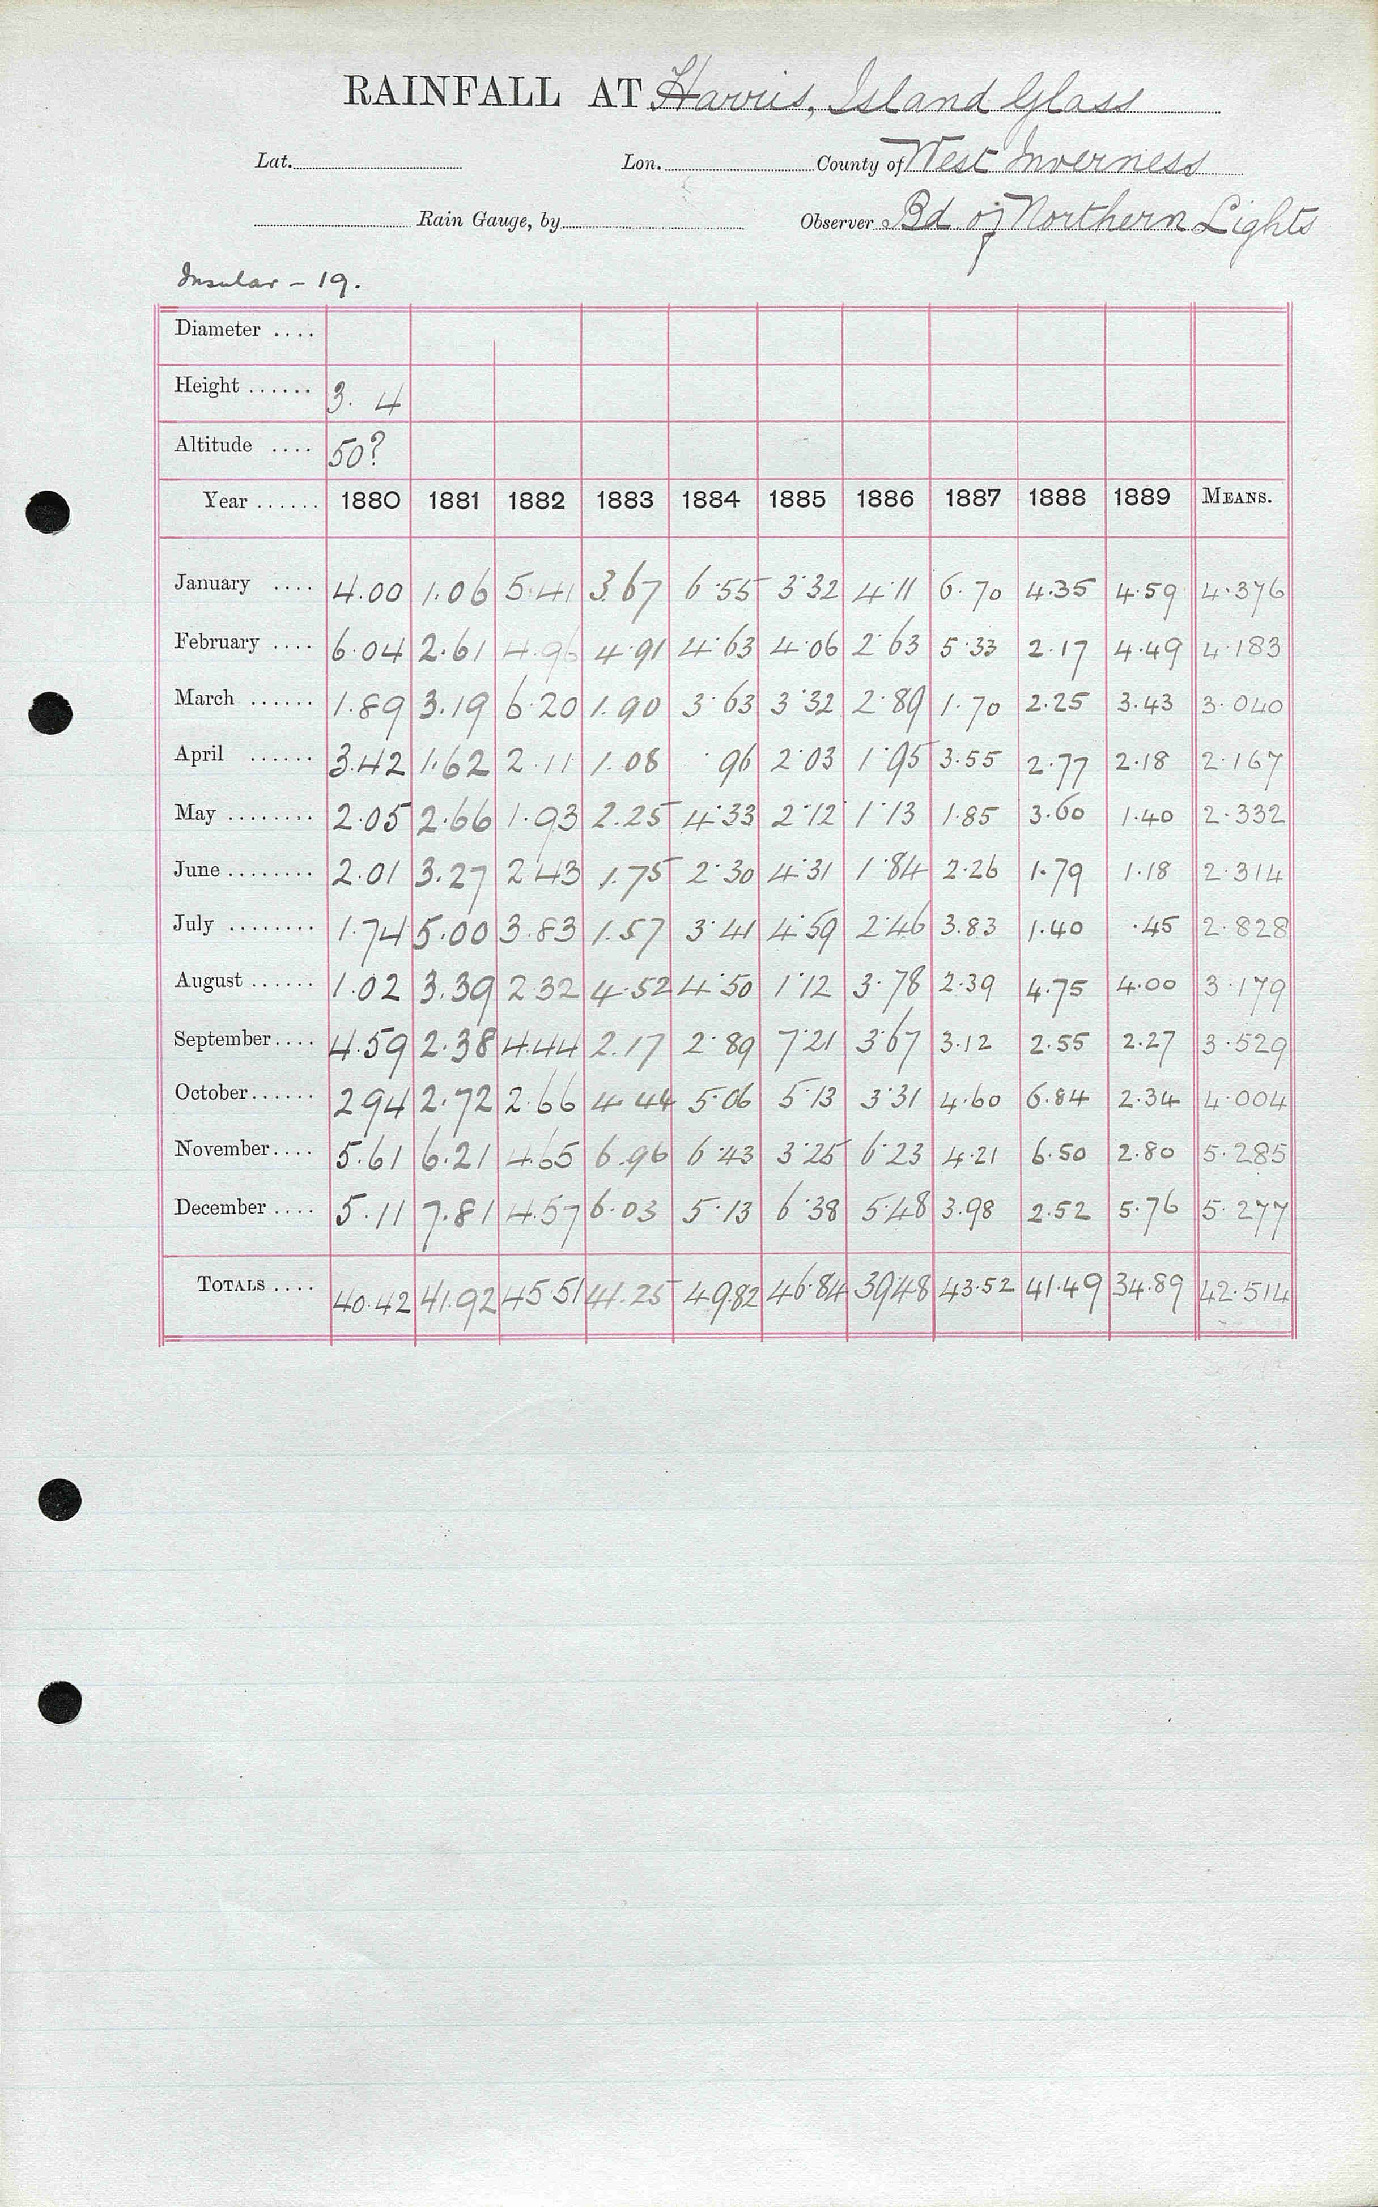 RAINFALL AT Harris, Island Glass
Lat. Lon. County of West Inverness
Rain Gauge, by Observer Bd of Northern Lights
Insular - 19.
Diameter ....
Height ...... 3. 4
Altitude .... 50?
Year ...... 1880 1881 1882 1883 1884 1885 1886 1887 1888 1889 MEANS.
January .... 4.00 1.06 5.41 3.67 6.55 3.32 4.11 6.70 4.35 4.59 4.376
February .... 6.04 2.61 4.96 4.91 4.63 4.06 2.63 5.33 2.17 4.49 4.183
March ...... 1.89 3.19 6.20 1.90 3.63 3.32 2.89 1.70 2.25 3.43 3.040
April ...... 3.42 1.62 2.11 1.08 .96 2.03 1.95 3.55 2.77 2.18 2.167
May ........ 2.05 2.66 1.93 2.25 4.33 2.12 1.13 1.85 3.60 1.40 2.332
June ........ 2.01 3.27 2.43 1.75 2.30 4.31 1.84 2.26 1.79 1.18 2.314
July ........ 1.74 5.00 3.83 1.57 3.41 4.59 2.46 3.83 1.40 .45 2.828
August ...... 1.02 3.39 2.32 4.52 4.50 1.12 3.78 2.39 4.75 4.00 3.179
September .... 4.59 2.38 4.44 2.17 2.89 7.21 3.67 3.12 2.55 2.27 3.529
October ...... 2.94 2.72 2.66 4.44 5.06 5.13 3.31 4.60 6.84 2.34 4.004
November .... 5.61 6.21 4.65 6.96 6.43 3.25 6.23 4.21 6.50 2.80 5.285
December .... 5.11 7.81 4.57 6.03 5.13 6.38 5.48 3.98 2.52 5.76 5.277
TOTALS .... 40.42 41.92 45.51 41.25 49.82 46.84 39.48 43.52 41.49 34.89 42.514